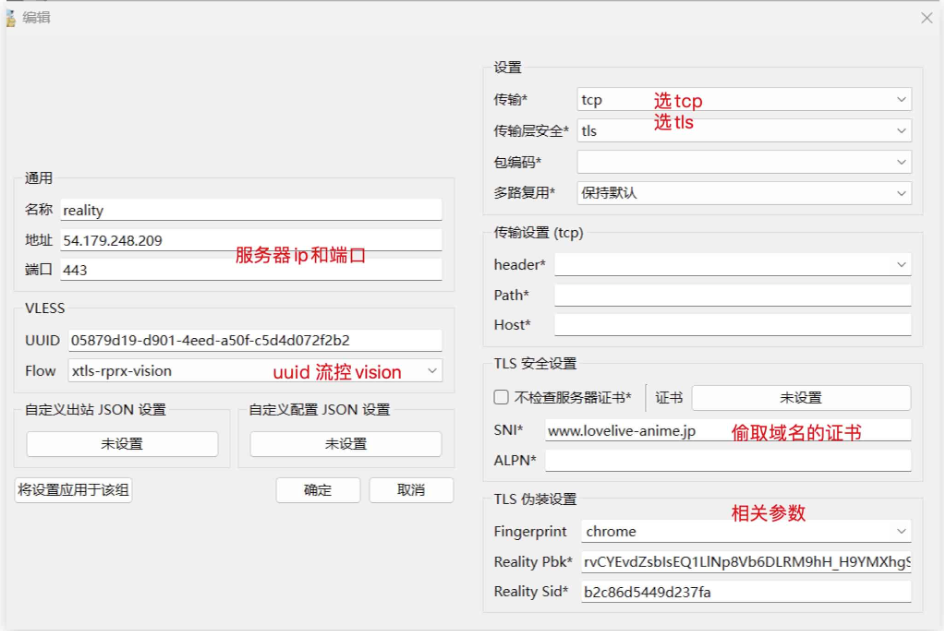 编辑
通用
名称 reality
地址 54.179.248.209
服务器ip和端口
端口 443
VLESS
UUID 05879d19-d901-4eed-a50f-c5d4d072f2b2
Flow xtls-rprx-vision uuid 流控vision
自定义出站 JSON 设置 自定义配置 JSON 设置
未设置 未设置
将设置应用于该组 确定 取消
设置
传输* tcp 选tcp
传输层安全* tls 选tls
包编码*
多路复用* 保持默认
传输设置 (tcp)
header*
Path*
Host*
TLS 安全设置
不检查服务器证书* 证书 未设置
SNI* www.lovelive-anime.jp 偷取域名的证书
ALPN*
TLS 伪装设置
相关参数
Fingerprint chrome
Reality Pbk* rvCYEvdZsbIsEQ1LlNp8Vb6DLRM9hH_H9YMXhgS
Reality Sid* b2c86d5449d237fa